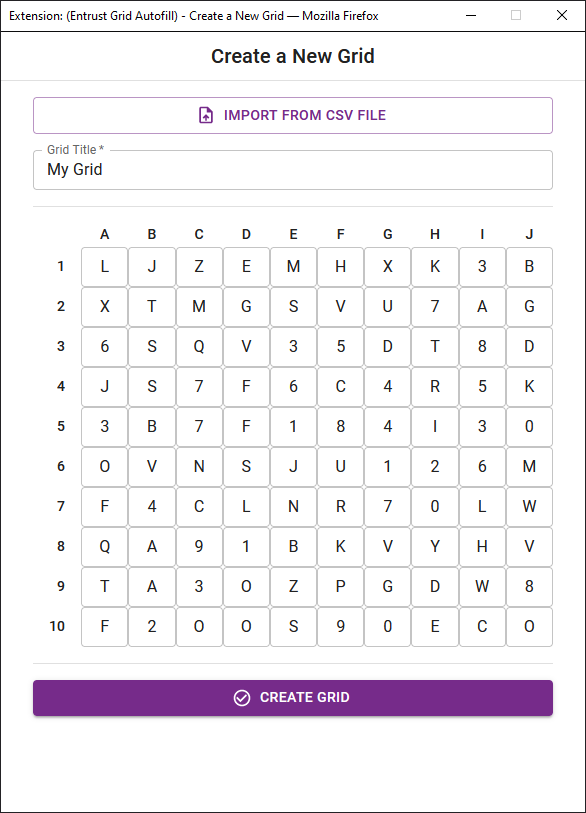 Extension: (Entrust Grid Autofill) - Create a New Grid — Mozilla Firefox
Create a New Grid
IMPORT FROM CSV FILE
Grid Title *
My Grid
A B C D E F G H I J
1 L J Z E M H X K 3 B
2 X T M G S V U 7 A G
3 6 S Q V 3 5 D T 8 D
4 J S 7 F 6 C 4 R 5 K
5 3 B 7 F 1 8 4 I 3 0
6 O V N S J U 1 2 6 M
7 F 4 C L N R 7 0 L W
8 Q A 9 1 B K V Y H V
9 T A 3 O Z P G D W 8
10 F 2 O O S 9 0 E C O
CREATE GRID